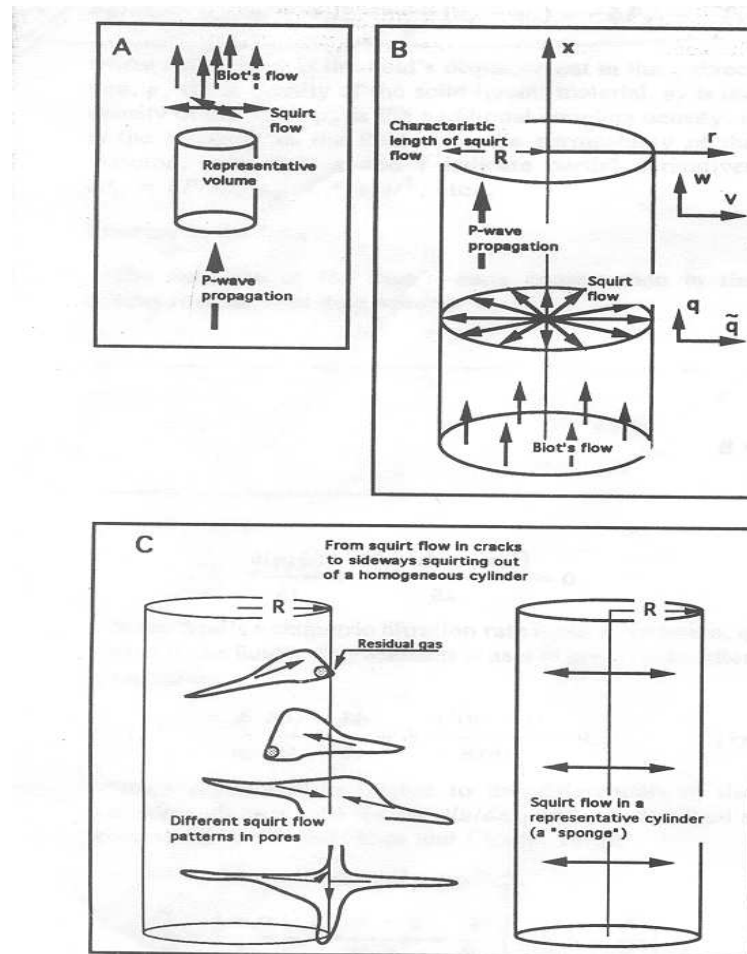 A
Biot's flow
Squirt
flow
Representative
volume
P-wave
propagation
B
x
Characteristic
length of squirt
flow
R
r
w
v
P-wave
propagation
Squirt
flow
q
q̃
Biot's flow
C
From squirt flow in cracks
to sideways squirting out
of a homogeneous cylinder
R
Residual gas
Different squirt flow
patterns in pores
R
Squirt flow in a
representative cylinder
(a "sponge")